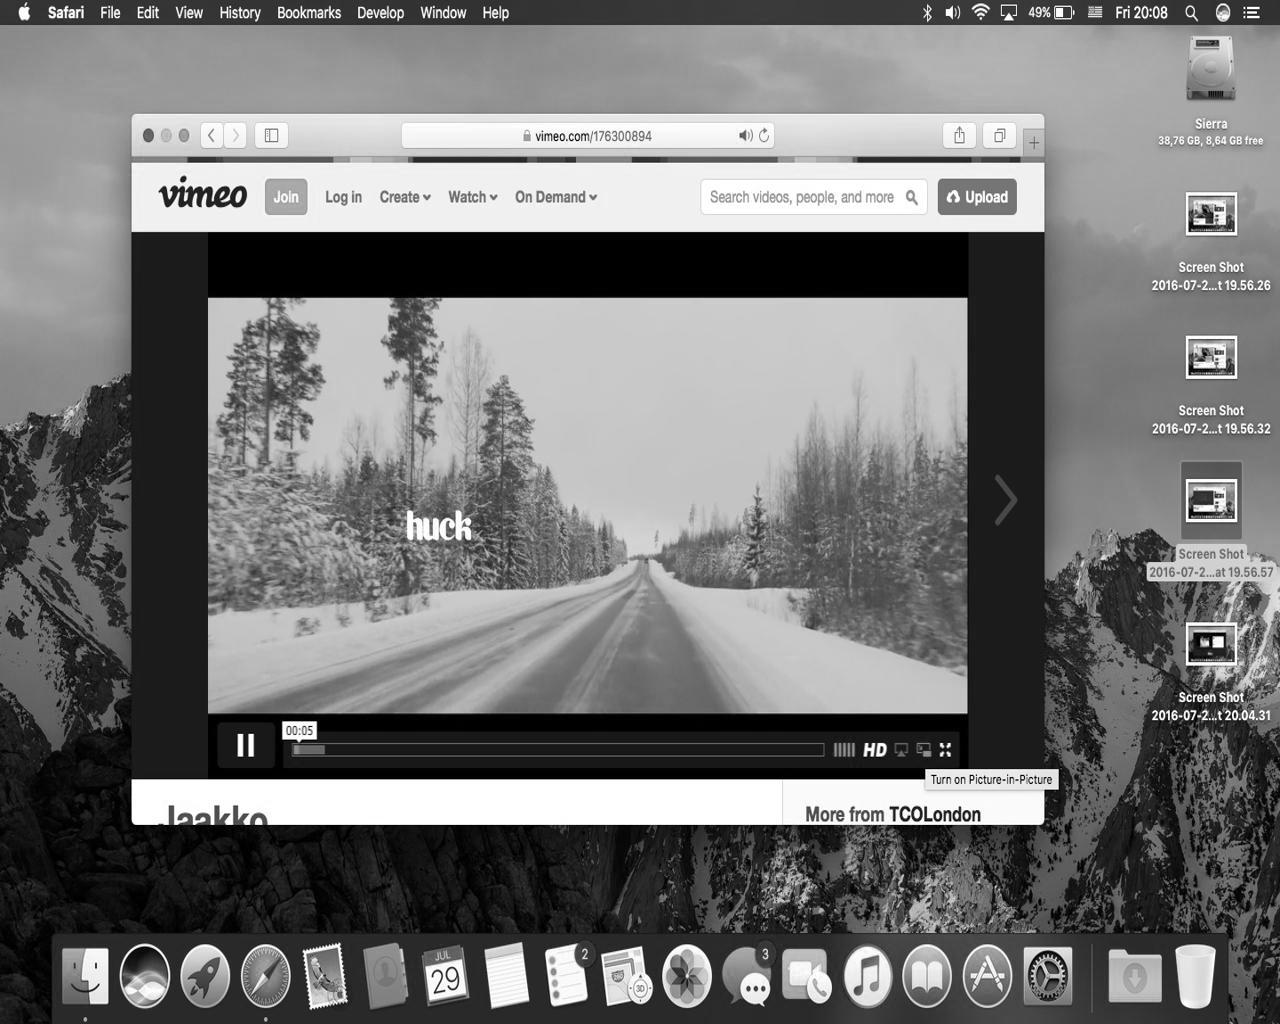 Safari File Edit View History Bookmarks Develop Window Help 49% Fri 20:08
Sierra
38,76 GB, 8,64 GB free
vimeo.com/176300894
vimeo Join Log in Create Watch On Demand Search videos, people, and more Upload
Screen Shot
2016-07-2...t 19.56.26
Screen Shot
2016-07-2...t 19.56.32
huck
Screen Shot
2016-07-2...at 19.56.57
Screen Shot
2016-07-2...t 20.04.31
00:05
HD
Turn on Picture-in-Picture
Jaakko
More from TCOLondon
JUL
29
2
3D
3